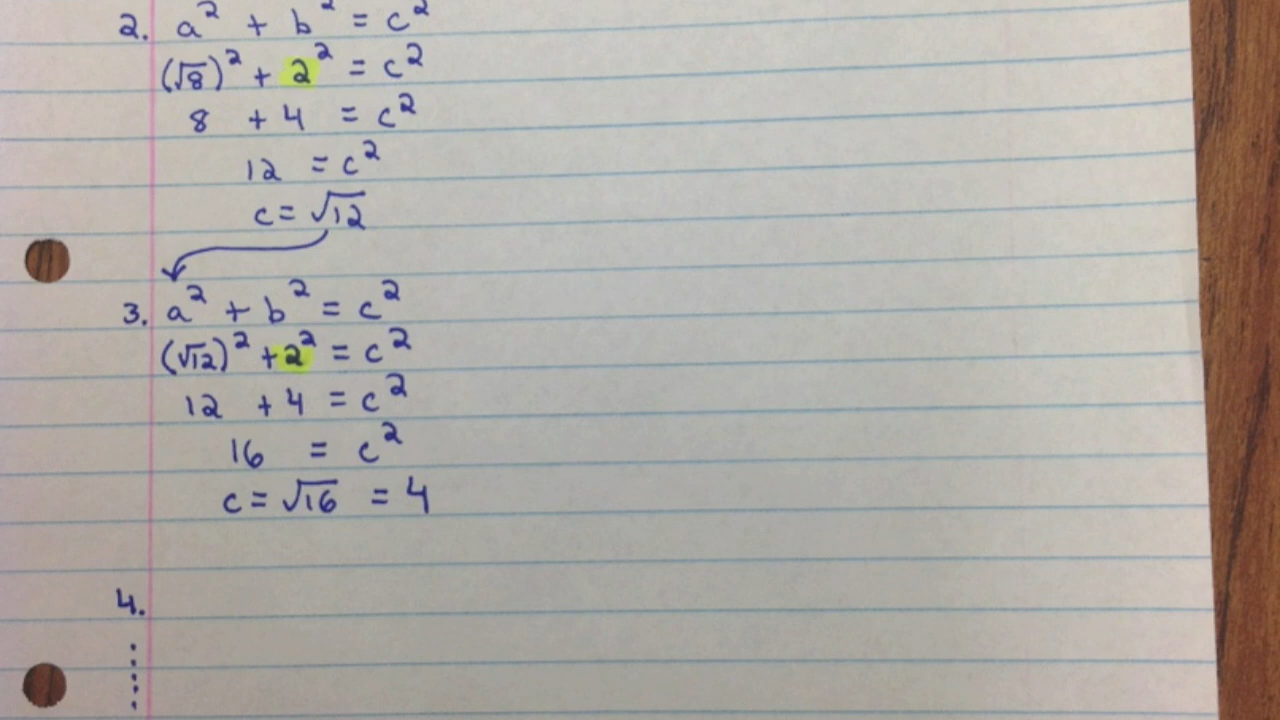 2. a² + b² = c²
(√8)² + 2² = c²
8 + 4 = c²
12 = c²
c = √12
3. a² + b² = c²
(√12)² + 2² = c²
12 + 4 = c²
16 = c²
c = √16 = 4
4.